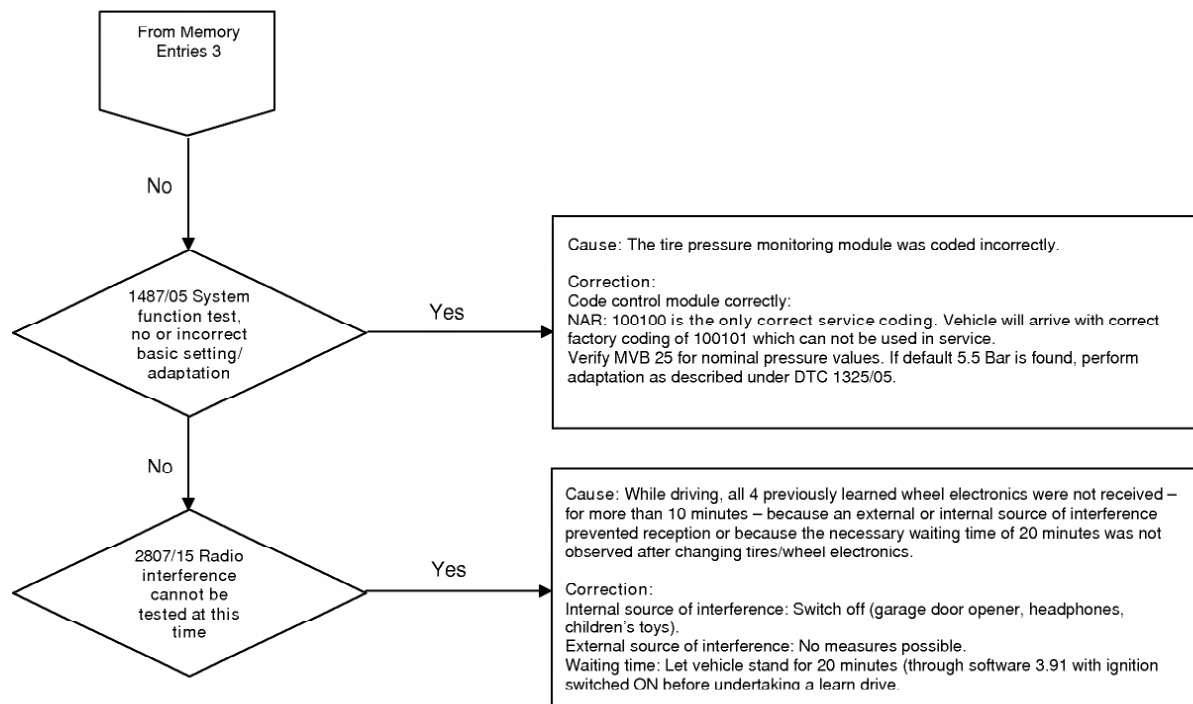 From Memory
Entries 3
No
1487/05 System
function test,
no or incorrect
basic setting/
adaptation
Yes
Cause: The tire pressure monitoring module was coded incorrectly.
Correction:
Code control module correctly:
NAR: 100100 is the only correct service coding. Vehicle will arrive with correct
factory coding of 100101 which can not be used in service.
Verify MVB 25 for nominal pressure values. If default 5.5 Bar is found, perform
adaptation as described under DTC 1325/05.
No
2807/15 Radio
interference
cannot be
tested at this
time
Yes
Cause: While driving, all 4 previously learned wheel electronics were not received –
for more than 10 minutes – because an external or internal source of interference
prevented reception or because the necessary waiting time of 20 minutes was not
observed after changing tires/wheel electronics.
Correction:
Internal source of interference: Switch off (garage door opener, headphones,
children's toys).
External source of interference: No measures possible.
Waiting time: Let vehicle stand for 20 minutes (through software 3.91 with ignition
switched ON before undertaking a learn drive.